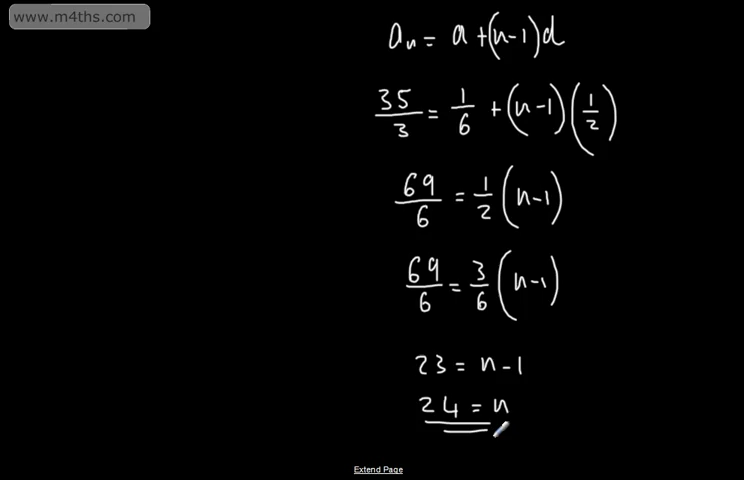 www.m4ths.com
aₙ = a + (n-1)d
35/3 = 1/6 + (n-1)(1/2)
69/6 = 1/2 (n-1)
69/6 = 3/6 (n-1)
23 = n-1
24 = n
Extend Page